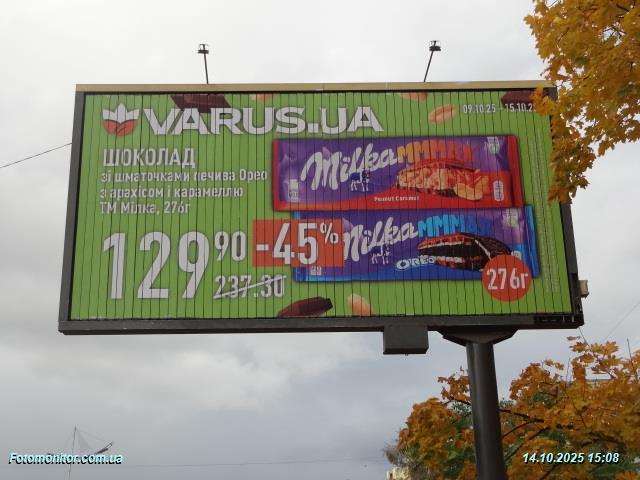 VARUS.UA
09.10.25 - 15.10.25
ШОКОЛАД
зі шматочками печива Орео
з арахісом і карамеллю
ТМ Мілка, 276г
129 90
-45%
237.30
Milka MMMAX
Peanut Caramel
Milka MMMAX
OREO
276г
Fotomonitor.com.ua
14.10.2025 15:08